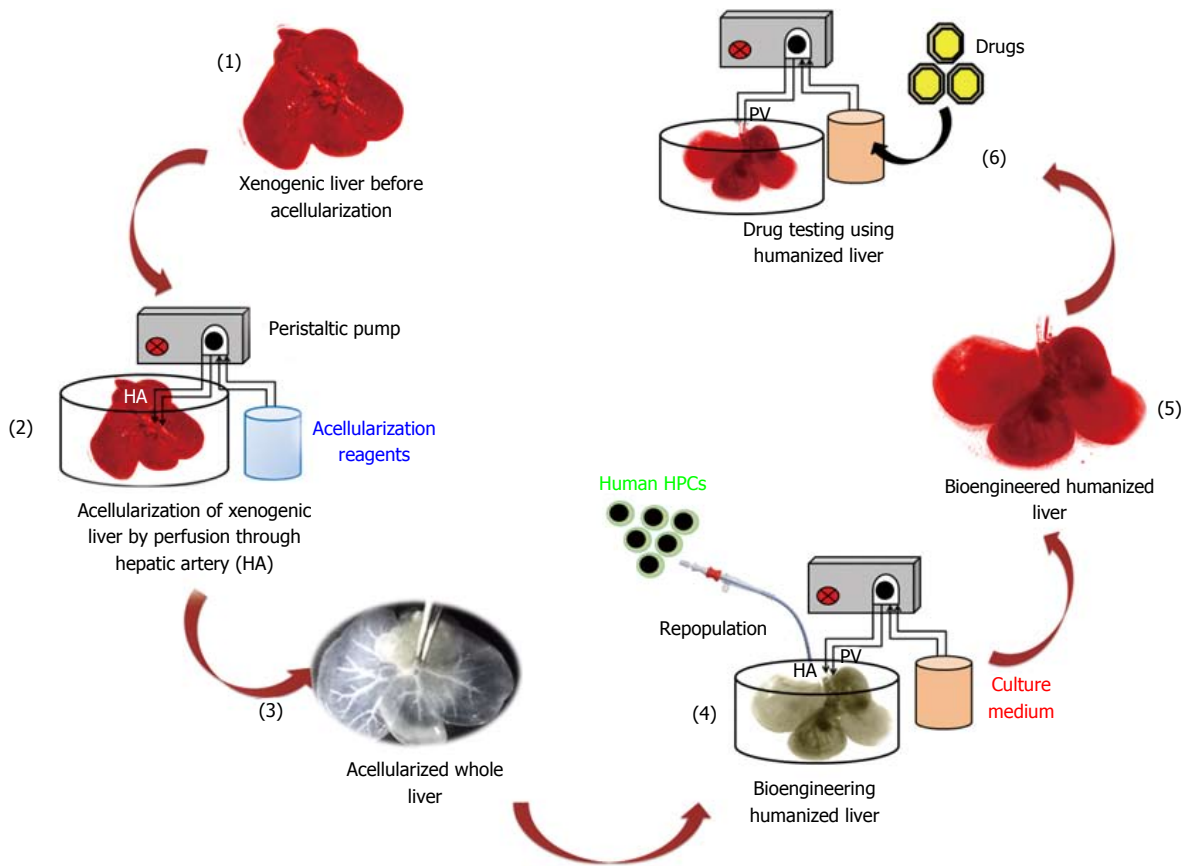 (1)
Xenogenic liver before
acellularization
Peristaltic pump
HA
(2)
Acellularization
reagents
Acellularization of xenogenic
liver by perfusion through
hepatic artery (HA)
(3)
Acellularized whole
liver
Human HPCs
Repopulation
HA
PV
(4)
Culture
medium
Bioengineering
humanized liver
(5)
Bioengineered humanized
liver
Drugs
PV
(6)
Drug testing using
humanized liver